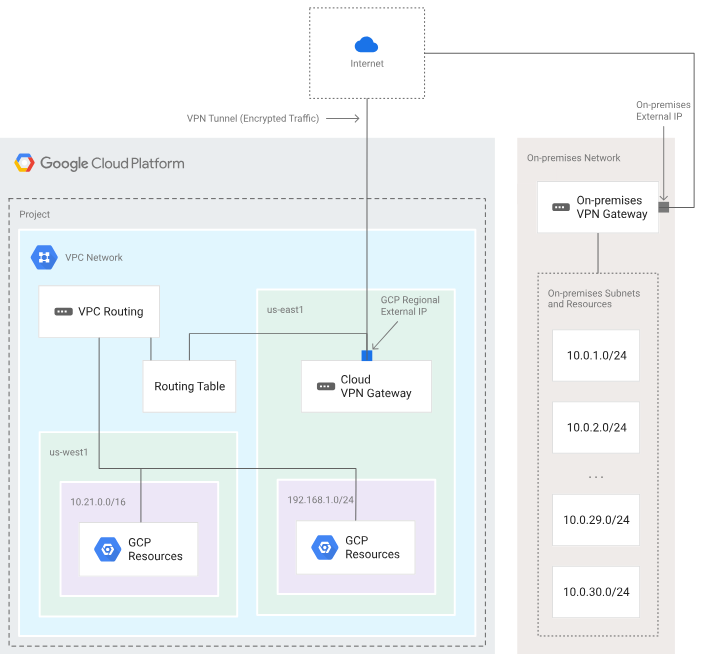 Internet
VPN Tunnel (Encrypted Traffic)
On-premises
External IP
Google Cloud Platform
On-premises Network
On-premises
VPN Gateway
Project
VPC Network
VPC Routing
us-east1
GCP Regional
External IP
On-premises Subnets
and Resources
Routing Table
Cloud
VPN Gateway
10.0.1.0/24
10.0.2.0/24
...
10.0.29.0/24
10.0.30.0/24
us-west1
10.21.0.0/16
GCP
Resources
192.168.1.0/24
GCP
Resources